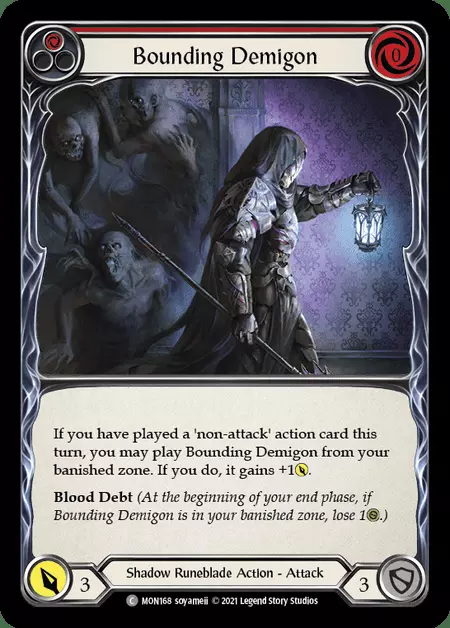 Bounding Demigon
0
If you have played a 'non-attack' action card this
turn, you may play Bounding Demigon from your
banished zone. If you do, it gains +1.
Blood Debt (At the beginning of your end phase, if
Bounding Demigon is in your banished zone, lose 1.)
3
Shadow Runeblade Action - Attack
3
C MON168 soyameii © 2021 Legend Story Studios